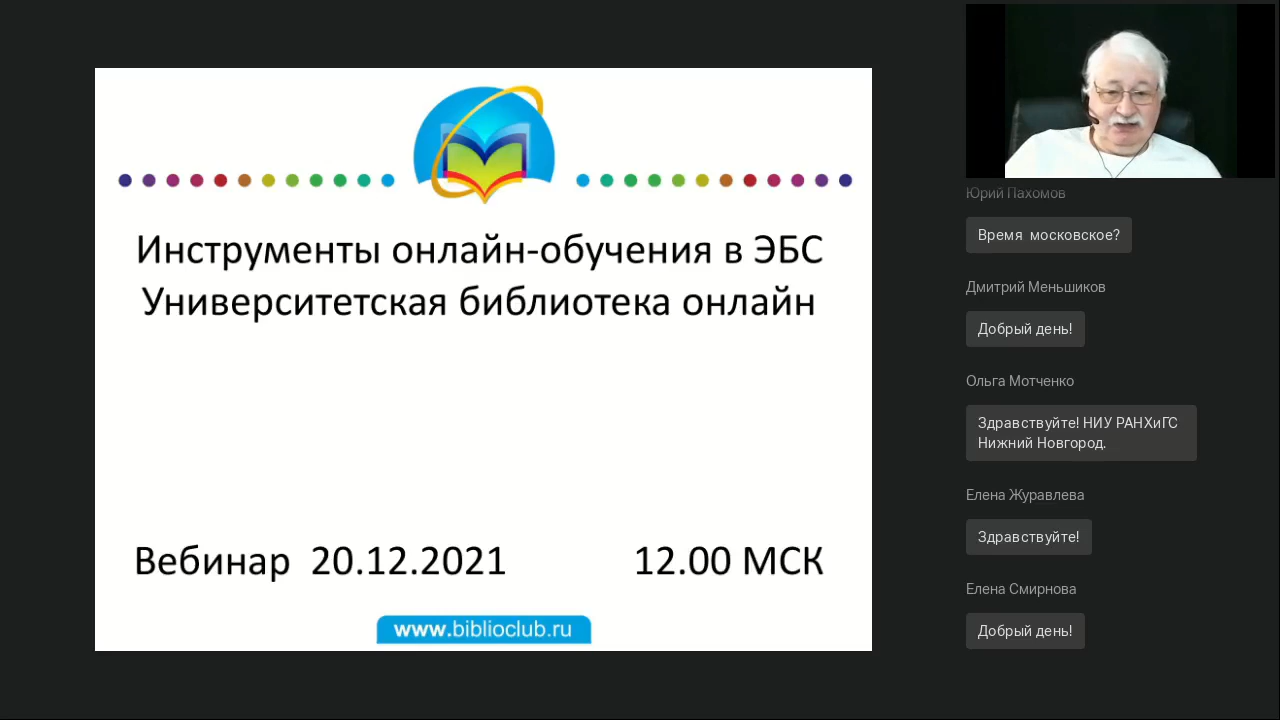 Инструменты онлайн-обучения в ЭБС
Университетская библиотека онлайн
Вебинар 20.12.2021 12.00 МСК
www.biblioclub.ru
Юрий Пахомов
Время московское?
Дмитрий Меньшиков
Добрый день!
Ольга Мотченко
Здравствуйте! НИУ РАНХиГС
Нижний Новгород.
Елена Журавлева
Здравствуйте!
Елена Смирнова
Добрый день!